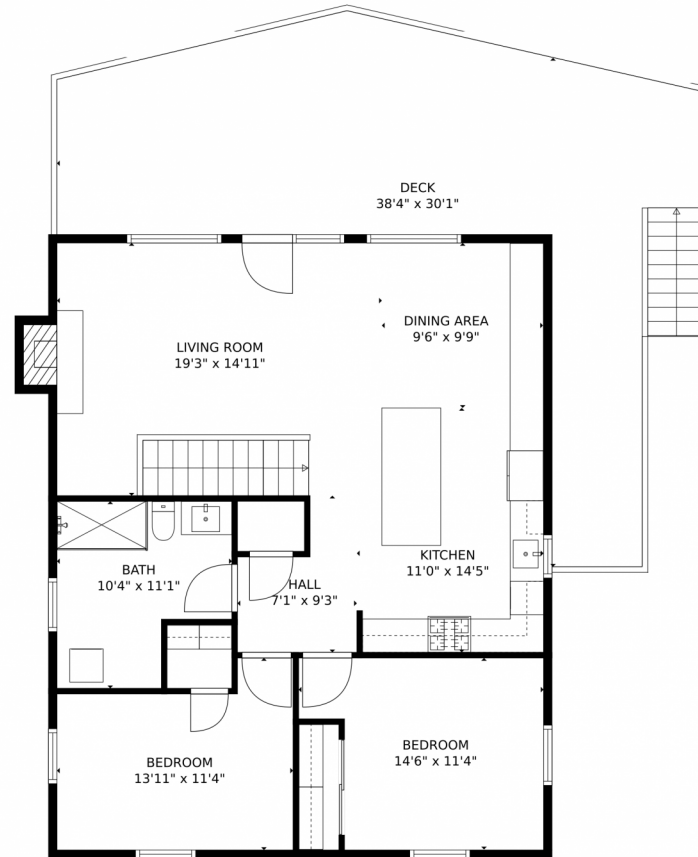 DECK
38'4" x 30'1"
DINING AREA
9'6" x 9'9"
LIVING ROOM
19'3" x 14'11"
KITCHEN
11'0" x 14'5"
BATH
10'4" x 11'1"
HALL
7'1" x 9'3"
BEDROOM
14'6" x 11'4"
BEDROOM
13'11" x 11'4"